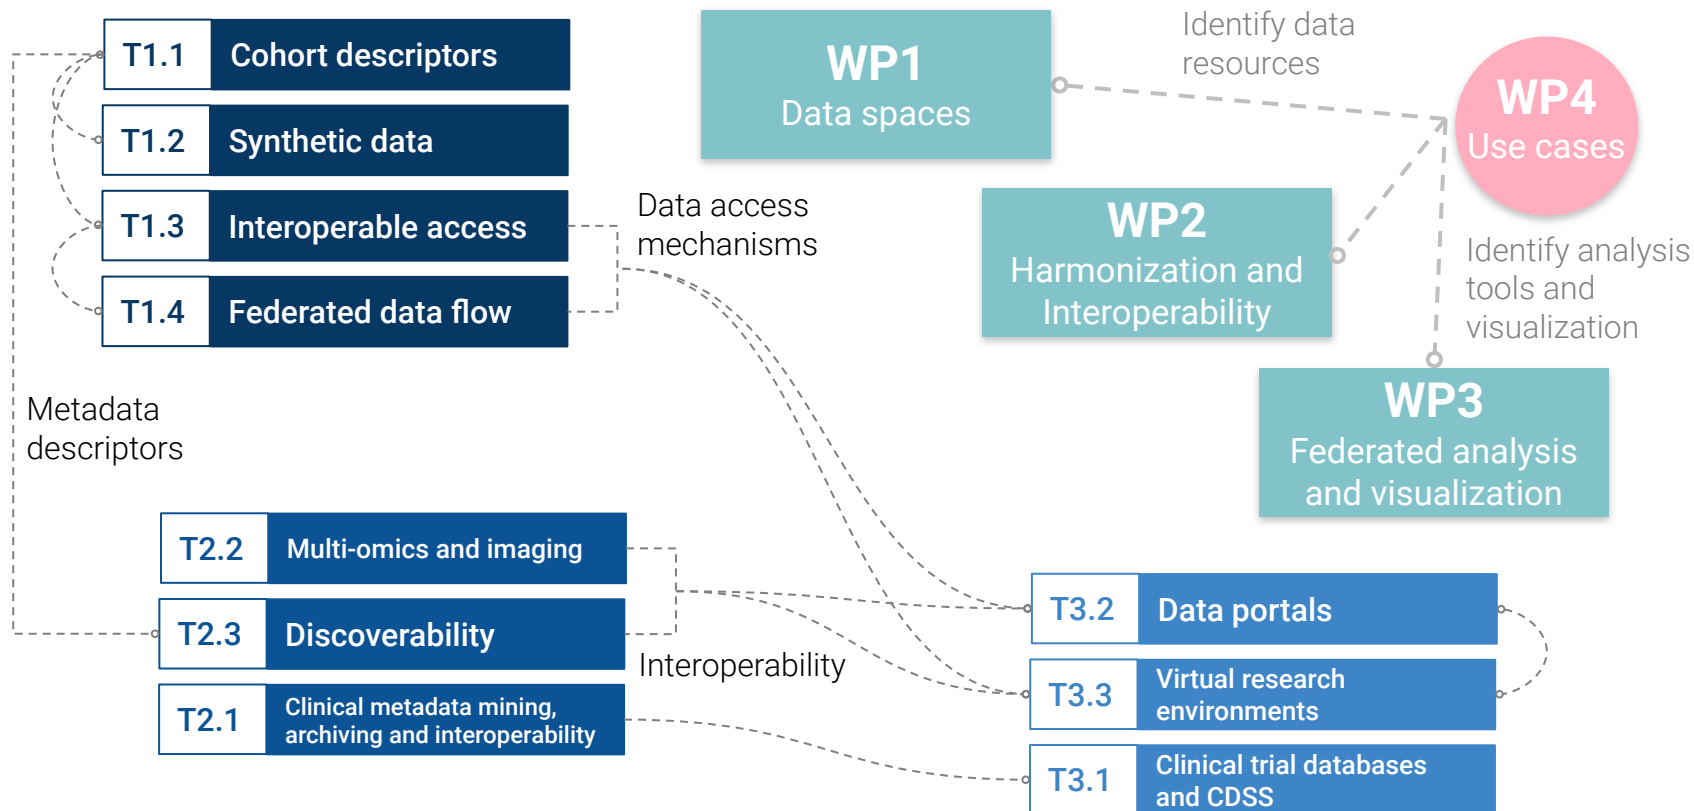 T1.1 Cohort descriptors
T1.2 Synthetic data
T1.3 Interoperable access
T1.4 Federated data flow
Data access
mechanisms
Metadata
descriptors
WP1
Data spaces
Identify data
resources
WP4
Use cases
WP2
Harmonization and
Interoperability
Identify analysis
tools and
visualization
WP3
Federated analysis
and visualization
T2.2 Multi-omics and imaging
T2.3 Discoverability
T2.1 Clinical metadata mining,
archiving and interoperability
Interoperability
T3.2 Data portals
T3.3 Virtual research
environments
T3.1 Clinical trial databases
and CDSS